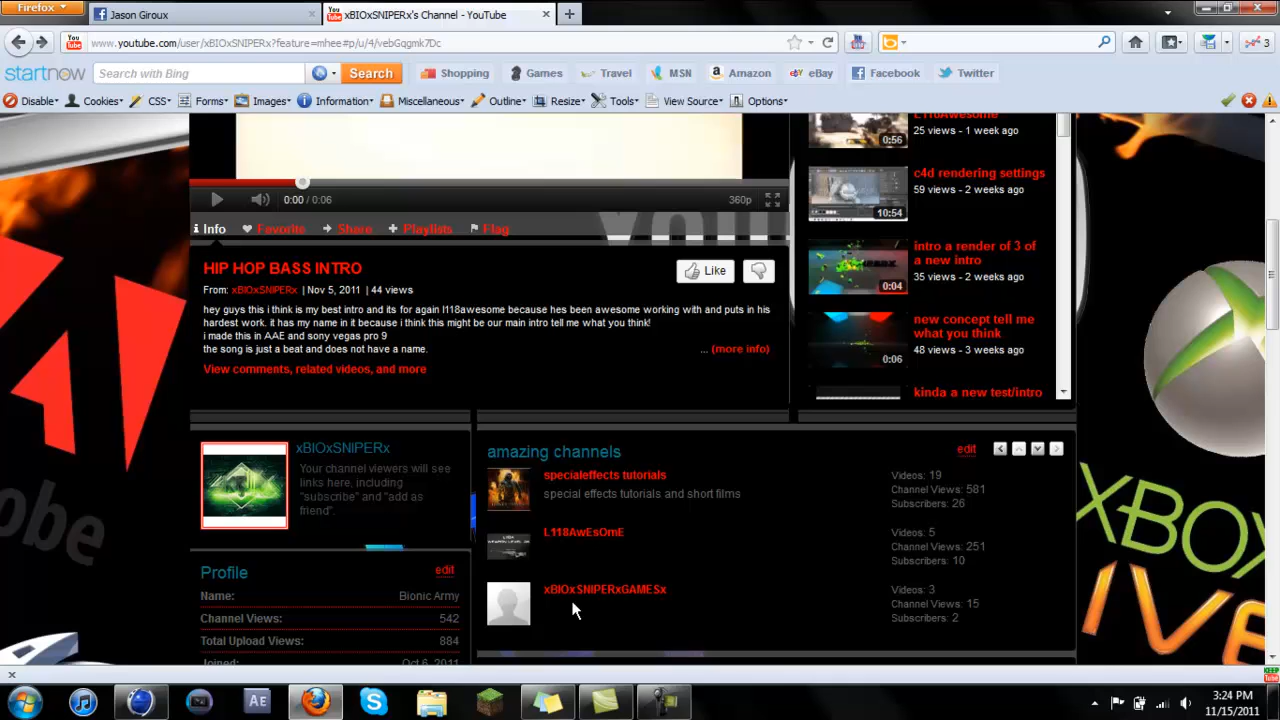 Firefox
Jason Giroux
xBIOxSNIPERx's Channel - YouTube
www.youtube.com/user/xBIOxSNIPERx?feature=mhee#p/u/4/vebGqgmk7Dc
startnow
Search with Bing
Search
Shopping
Games
Travel
MSN
Amazon
eBay
Facebook
Twitter
3
Disable
Cookies
CSS
Forms
Images
Information
Miscellaneous
Outline
Resize
Tools
View Source
Options
0:00 / 0:06
360p
Info
Favorite
Share
Playlists
Flag
HIP HOP BASS INTRO
Like
From: xBIOxSNIPERx | Nov 5, 2011 | 44 views
hey guys this i think is my best intro and its for again l118awesome because hes been awesome working with and puts in his
hardest work. it has my name in it because i think this might be our main intro tell me what you think!
i made this in AAE and sony vegas pro 9
the song is just a beat and does not have a name.
... (more info)
View comments, related videos, and more
L118Awesome
25 views - 1 week ago
0:56
c4d rendering settings
59 views - 2 weeks ago
10:54
intro a render of 3 of
a new intro
35 views - 2 weeks ago
0:04
new concept tell me
what you think
48 views - 3 weeks ago
0:06
kinda a new test/intro
xBIOxSNIPERx
Your channel viewers will see
links here, including
"subscribe" and "add as
friend".
Profile
edit
Name: Bionic Army
Channel Views: 542
Total Upload Views: 884
Joined: Oct 6, 2011
amazing channels
edit
specialeffects tutorials
special effects tutorials and short films
Videos: 19
Channel Views: 581
Subscribers: 26
L118AwEsOmE
Videos: 5
Channel Views: 251
Subscribers: 10
xBIOxSNIPERxGAMESx
Videos: 3
Channel Views: 15
Subscribers: 2
XBOX
LIVE
Ae
3:24 PM
11/15/2011